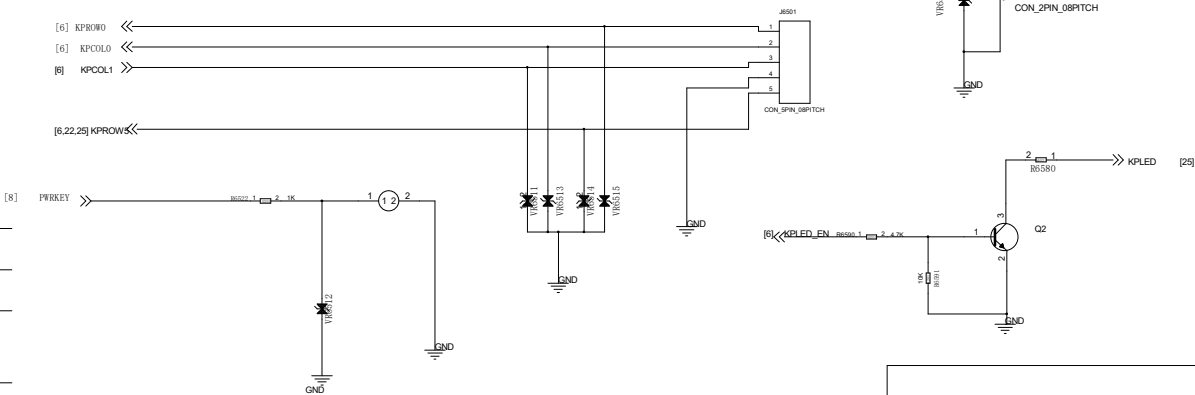 J6501
[6] KPROW0
[6] KPCOL0
[6] KPCOL1
[6,22,25] KPROW5
1
2
3
4
5
CON_5PIN_08PITCH
CON_2PIN_08PITCH
GND
[8] PWRKEY
R6522 1 2 1K
1 1 2 2
VR6512
GND
GND
VR6511
VR6513
VR6514
VR6515
GND
GND
2 1
R6580
KPLED [25]
[6] KPLED_EN R6590 1 2 4.7K
1
3
2
Q2
10K
R6591
GND